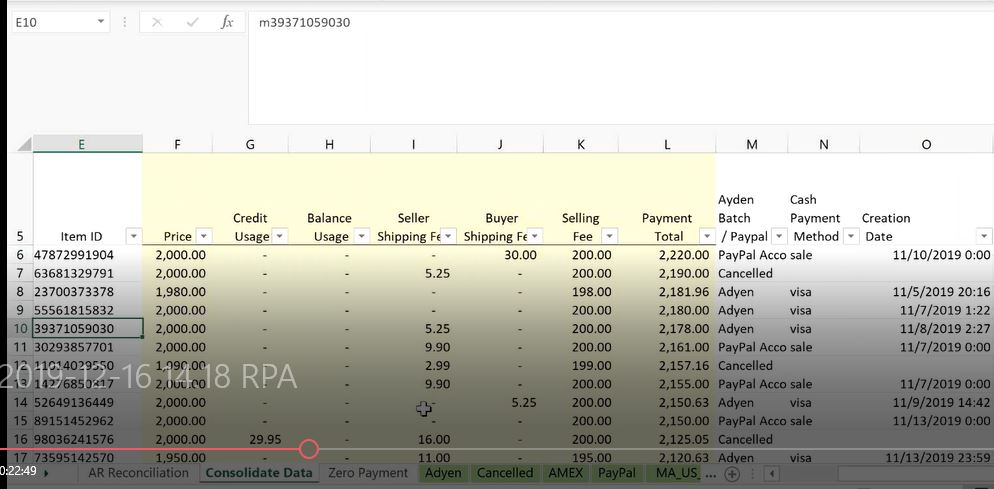 E10 fx m39371059030
E F G H I J K L M N O
Ayden Cash
Credit Balance Seller Buyer Selling Payment Batch Payment Creation
5 Item ID Price Usage Usage Shipping Fe Shipping Fe Fee Total / Paypal Method Date
6 47872991904 2,000.00 - - - 30.00 200.00 2,220.00 PayPal Acco sale 11/10/2019 0:00
7 63681329791 2,000.00 - - 5.25 - 200.00 2,190.00 Cancelled
8 23700373378 1,980.00 - - - - 198.00 2,181.96 Adyen visa 11/5/2019 20:16
9 55561815832 2,000.00 - - - - 200.00 2,180.00 Adyen visa 11/7/2019 1:22
10 39371059030 2,000.00 - - 5.25 - 200.00 2,178.00 Adyen visa 11/8/2019 2:27
11 30293857701 2,000.00 - - 9.90 - 200.00 2,161.00 PayPal Acco sale 11/7/2019 0:00
12 11014029550 1,990.00 - - 2.99 - 199.00 2,157.16 Cancelled
2019-12-16 14 18 RPA
13 2,000.00 - - 9.90 - 200.00 2,155.00 PayPal Acco sale 11/7/2019 0:00
14 52649136449 2,000.00 - - - 5.25 200.00 2,150.63 Adyen visa 11/9/2019 14:42
15 89151452962 2,000.00 - - - - 200.00 2,150.00 PayPal Acco sale 11/13/2019 0:00
16 98036241576 2,000.00 29.95 - 16.00 - 200.00 2,125.05 Cancelled
17 73595142570 1,950.00 - - 11.00 - 195.00 2,120.63 Adyen visa 11/13/2019 23:59
0:22:49 AR Reconciliation Consolidate Data Zero Payment Adyen Cancelled AMEX PayPal MA_US ...